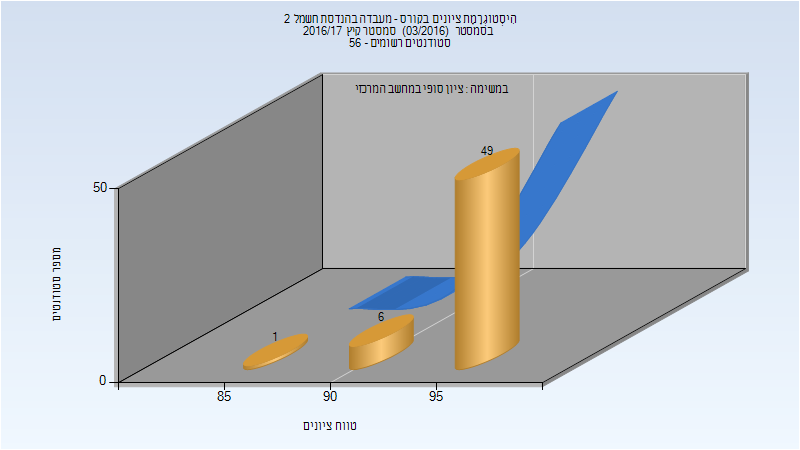 היסטוגרמת ציונים בקורס - מעבדה בהנדסת חשמל 2
בסמסטר (03/2016) סמסטר קיץ 2016/17
סטודנטים רשומים - 56
במשימה : ציון סופי במחשב המרכזי
49
50
מספר סטודנטים
6
1
0
85 90 95
טווח ציונים